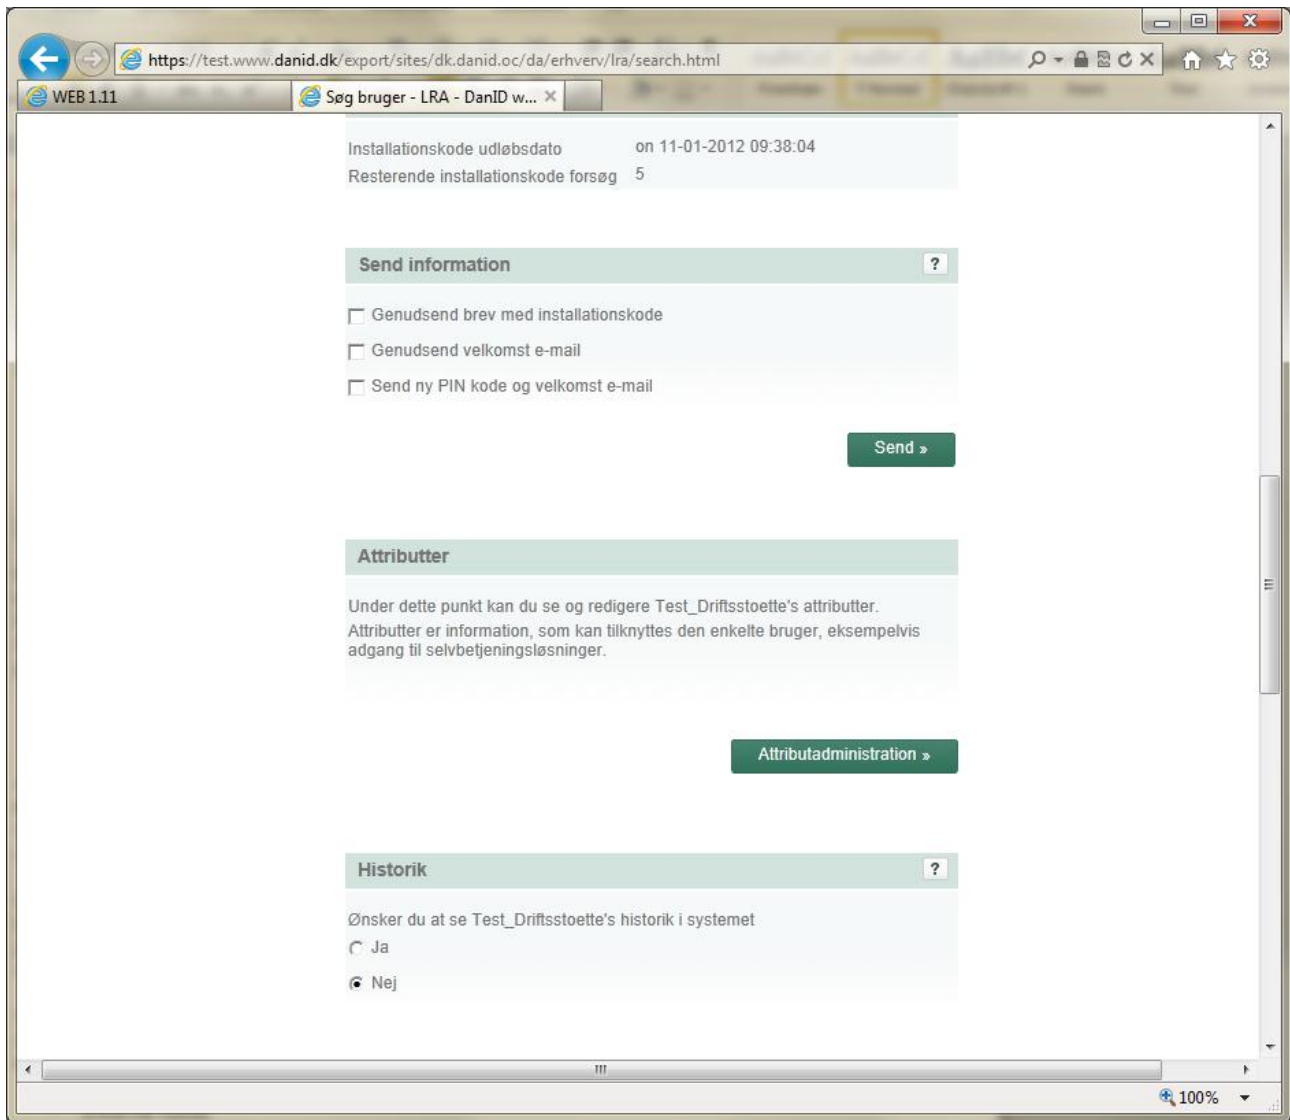 https://test.www.danid.dk/export/sites/dk.danid.oc/da/erhverv/lra/search.html
WEB 1.11
Søg bruger - LRA - DanID w...
Installationskode udløbsdato on 11-01-2012 09:38:04
Resterende installationskode forsøg 5
Send information ?
Genudsend brev med installationskode
Genudsend velkomst e-mail
Send ny PIN kode og velkomst e-mail
Send »
Attributter
Under dette punkt kan du se og redigere Test_Driftsstoette's attributter.
Attributter er information, som kan tilknyttes den enkelte bruger, eksempelvis
adgang til selvbetjeningsløsninger.
Attributadministration »
Historik ?
Ønsker du at se Test_Driftsstoette's historik i systemet
Ja
Nej
100%